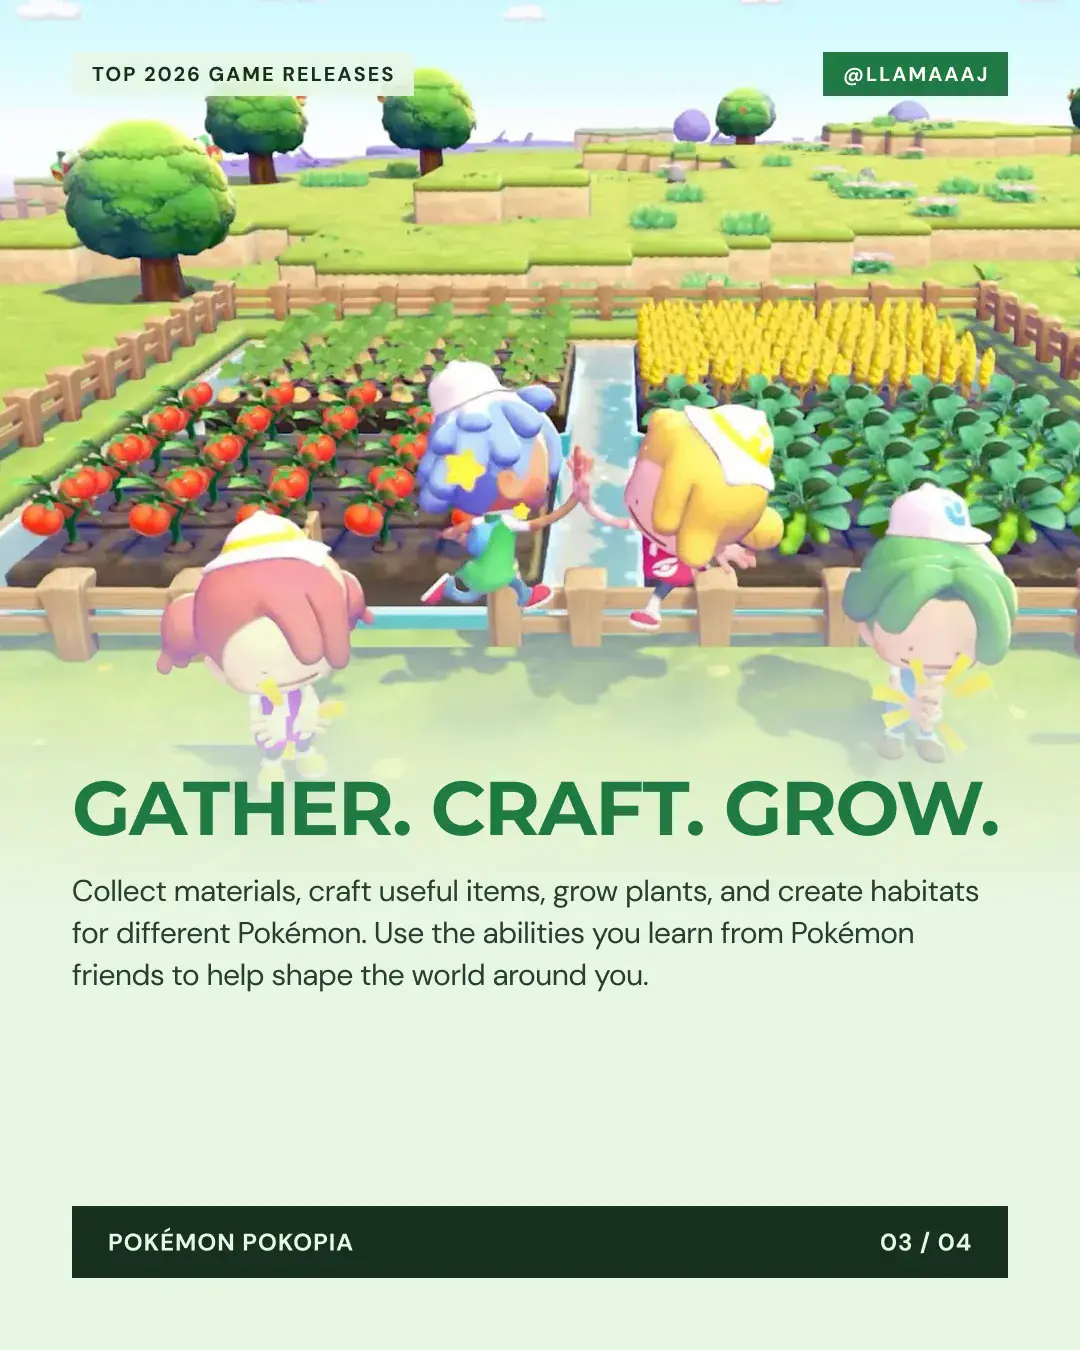 TOP 2026 GAME RELEASES
@LLAMAAAJ
GATHER. CRAFT. GROW.
Collect materials, craft useful items, grow plants, and create habitats
for different Pokémon. Use the abilities you learn from Pokémon
friends to help shape the world around you.
POKÉMON POKOPIA
03 / 04